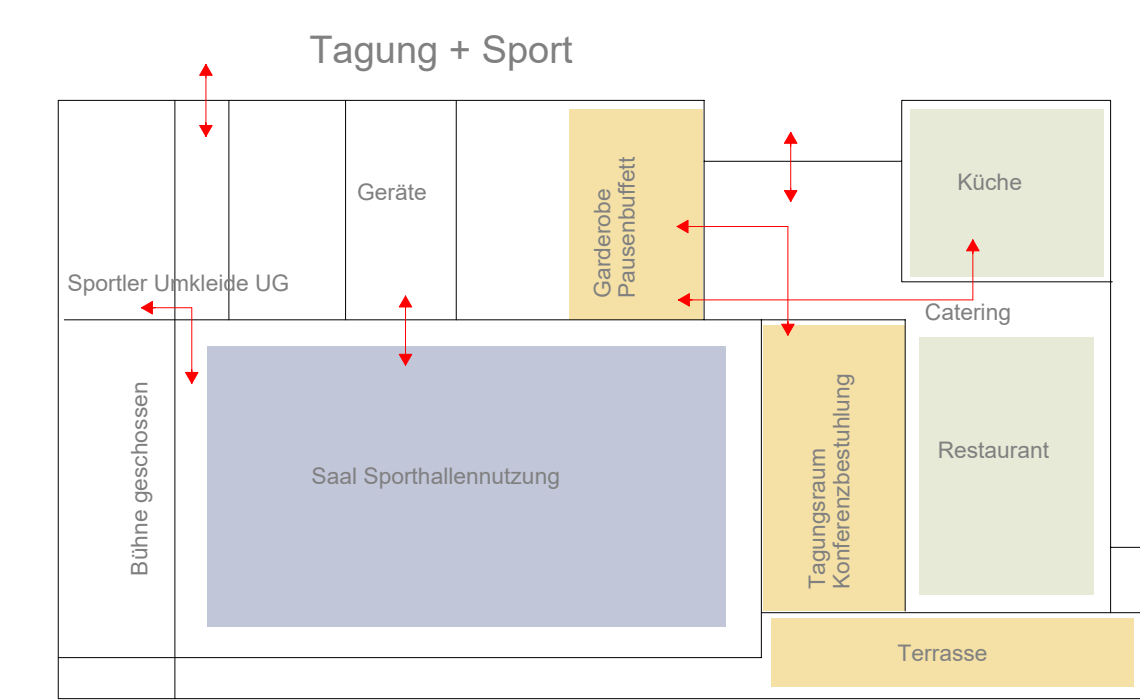 Tagung + Sport
Küche
Geräte
Garderobe
Pausenbuffett
Sportler Umkleide UG
Catering
Bühne geschossen
Saal Sporthallennutzung
Tagungsraum
Konferenzbestuhlung
Restaurant
Terrasse